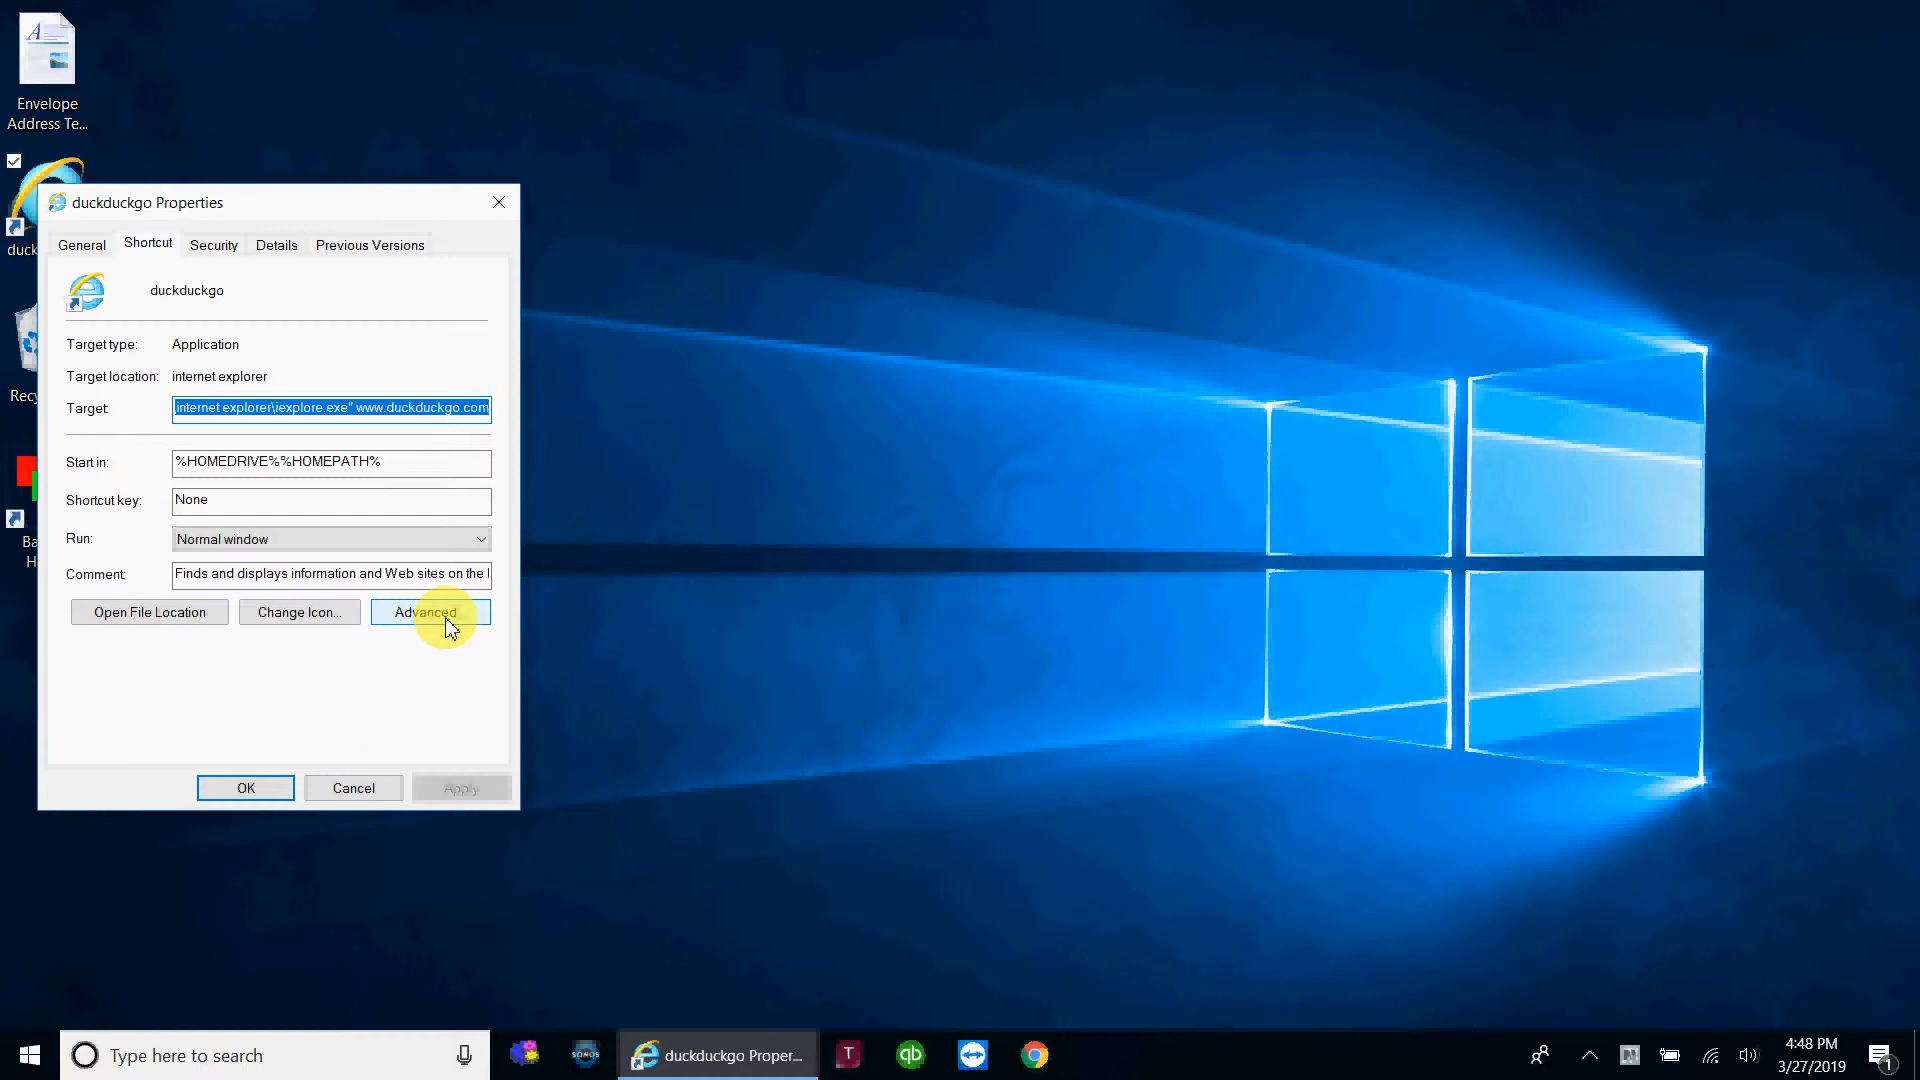 Envelope
Address Te...
duck
Recy
Ba
H
duckduckgo Properties
General
Shortcut
Security
Details
Previous Versions
duckduckgo
Target type:
Application
Target location:
internet explorer
Target:
internet explorer\iexplore.exe" www.duckduckgo.com
Start in:
%HOMEDRIVE%%HOMEPATH%
Shortcut key:
None
Run:
Normal window
Comment:
Finds and displays information and Web sites on the I
Open File Location
Change Icon...
Advanced...
OK
Cancel
Apply
Type here to search
SONOS
duckduckgo Proper...
T
qb
4:48 PM
3/27/2019
1